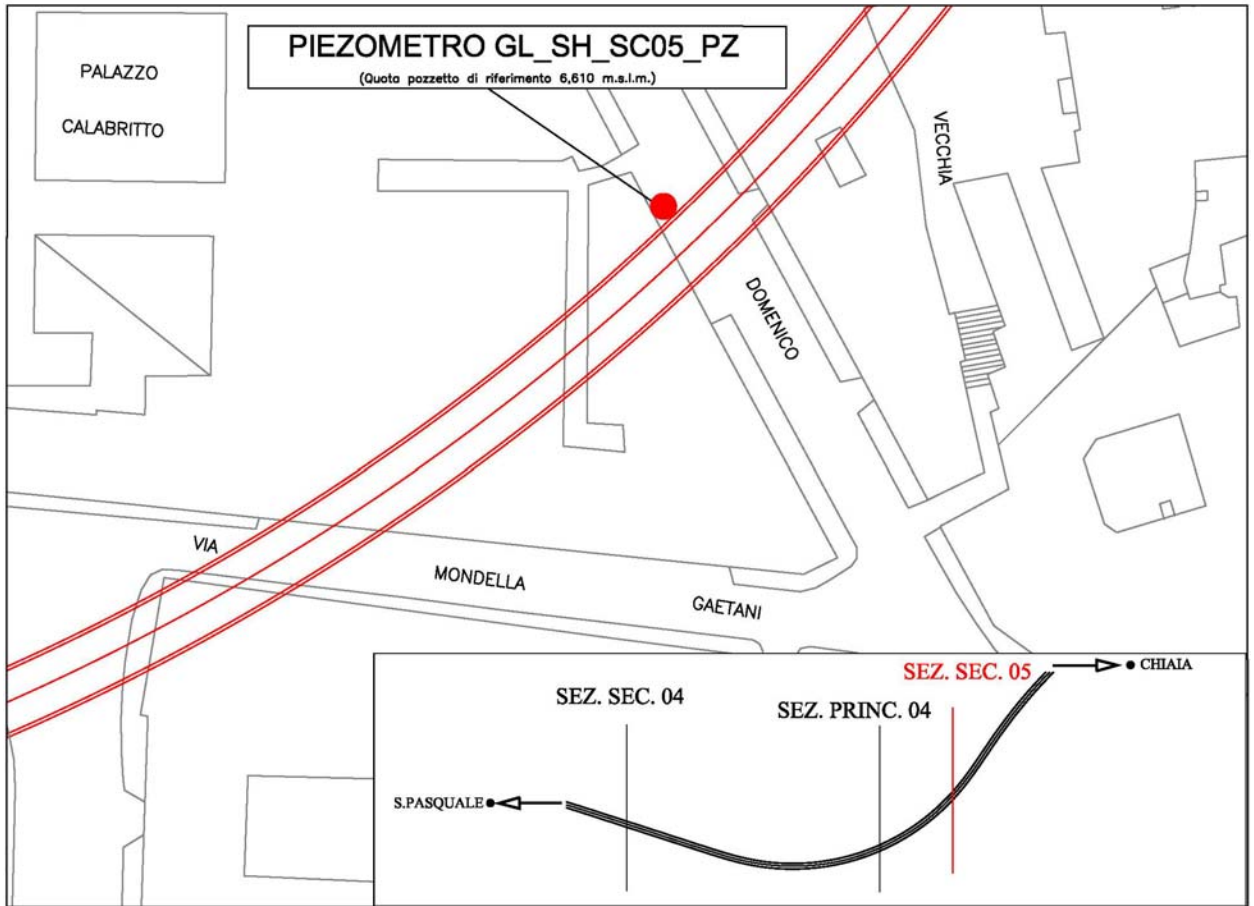 PIEZOMETRO GL_SH_SC05_PZ
(Quota pozzetto di riferimento 6,610 m.s.l.m.)
PALAZZO
CALABRITTO
VECCHIA
DOMENICO
VIA
MONDELLA
GAETANI
SEZ. SEC. 05
CHIAIA
SEZ. SEC. 04
SEZ. PRINC. 04
S.PASQUALE